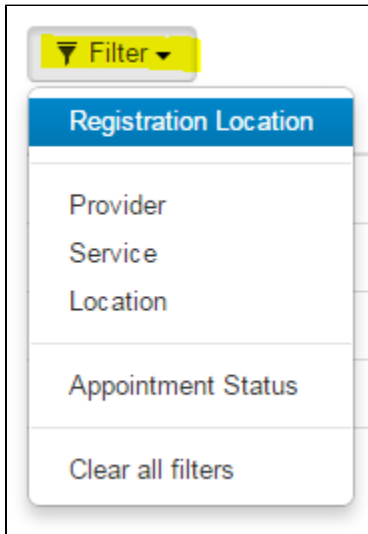 Filter
Registration Location
Provider
Service
Location
Appointment Status
Clear all filters